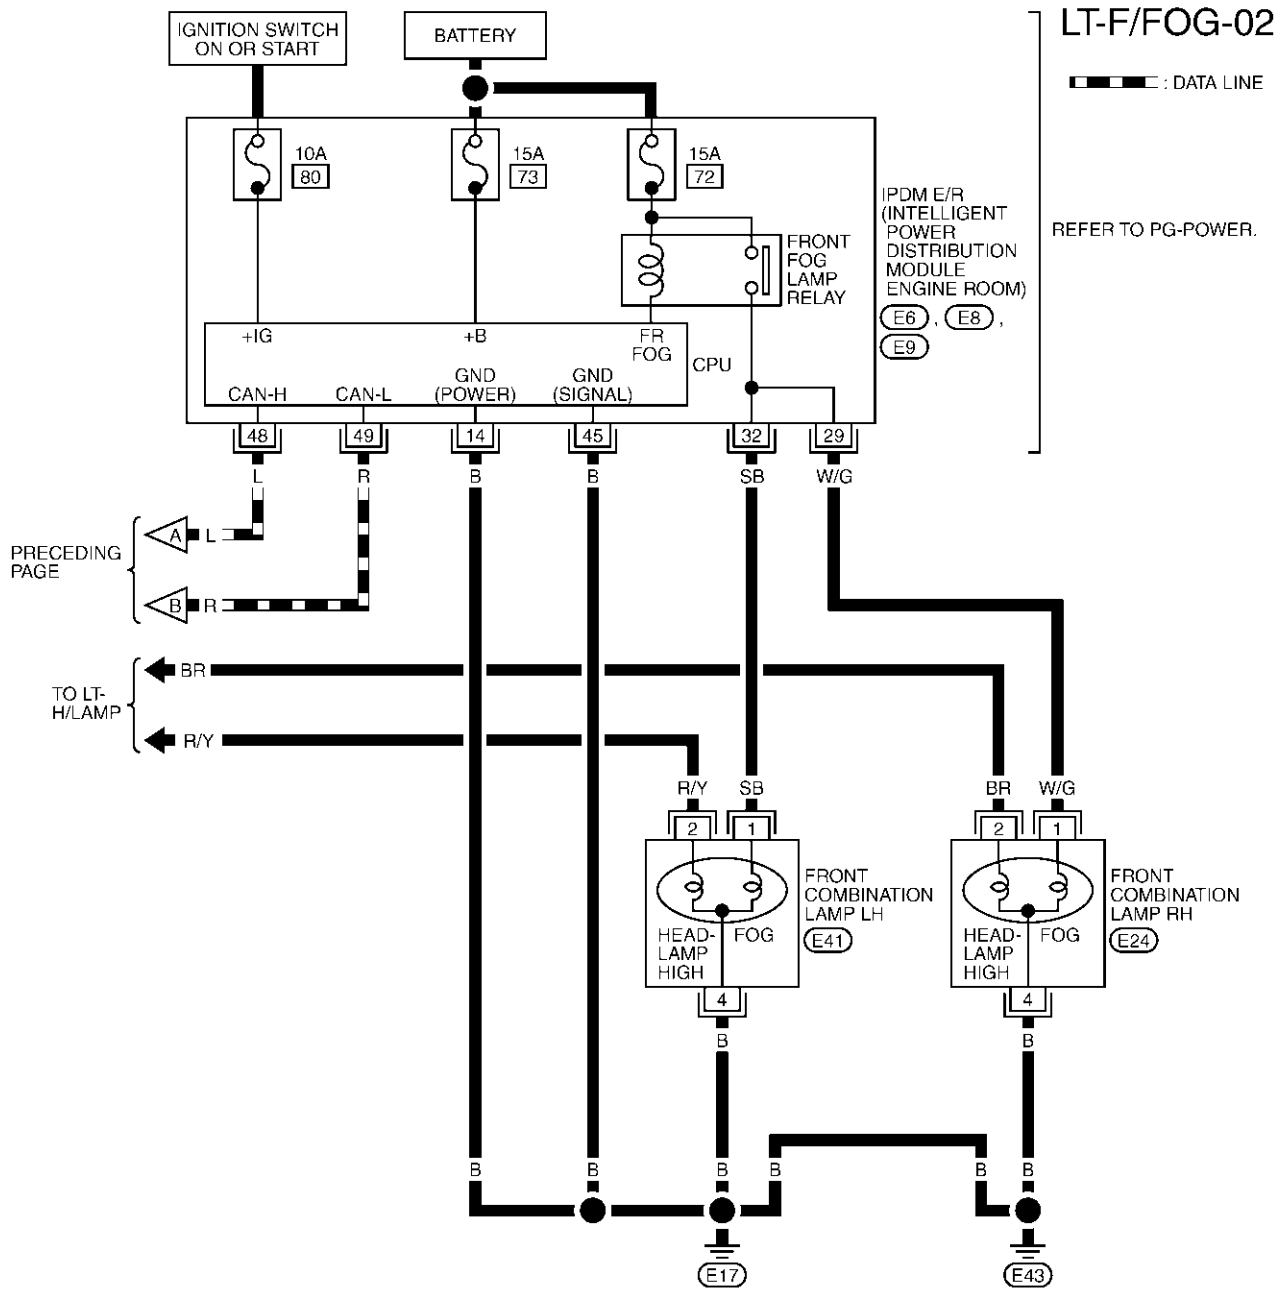 LT-F/FOG-02
IGNITION SWITCH
ON OR START
BATTERY
: DATA LINE
10A
80
15A
73
15A
72
IPDM E/R
(INTELLIGENT
POWER
DISTRIBUTION
MODULE
ENGINE ROOM)
E6 , E8 ,
E9
REFER TO PG-POWER.
FRONT
FOG
LAMP
RELAY
+IG
+B
FR
FOG
CPU
CAN-H
CAN-L
GND
(POWER)
GND
(SIGNAL)
48
49
14
45
32
29
L
R
B
B
SB
W/G
PRECEDING
PAGE
A
L
B
R
TO LT-
H/LAMP
BR
R/Y
R/Y
SB
BR
W/G
2
1
2
1
FRONT
COMBINATION
LAMP LH
E41
HEAD-
LAMP
HIGH
FOG
FRONT
COMBINATION
LAMP RH
E24
HEAD-
LAMP
HIGH
FOG
4
4
B
B
B
B
B
B
B
B
E17
E43